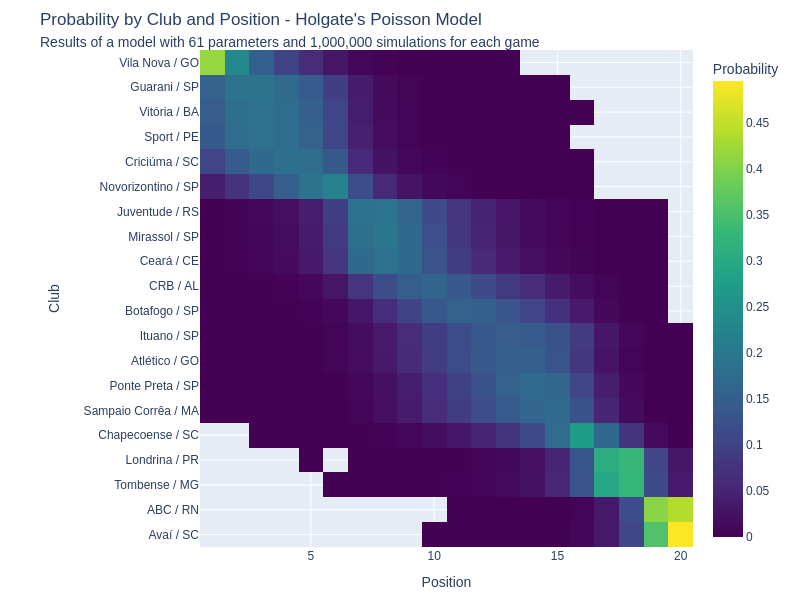 Probability by Club and Position - Holgate's Poisson Model
Results of a model with 61 parameters and 1,000,000 simulations for each game
Probability
Vila Nova / GO
Guarani / SP
Vitória / BA
Sport / PE
Criciúma / SC
Novorizontino / SP
Juventude / RS
Mirassol / SP
Ceará / CE
CRB / AL
Botafogo / SP
Ituano / SP
Atlético / GO
Ponte Preta / SP
Sampaio Corrêa / MA
Chapecoense / SC
Londrina / PR
Tombense / MG
ABC / RN
Avaí / SC
Club
0.45
0.4
0.35
0.3
0.25
0.2
0.15
0.1
0.05
0
5
10
15
20
Position